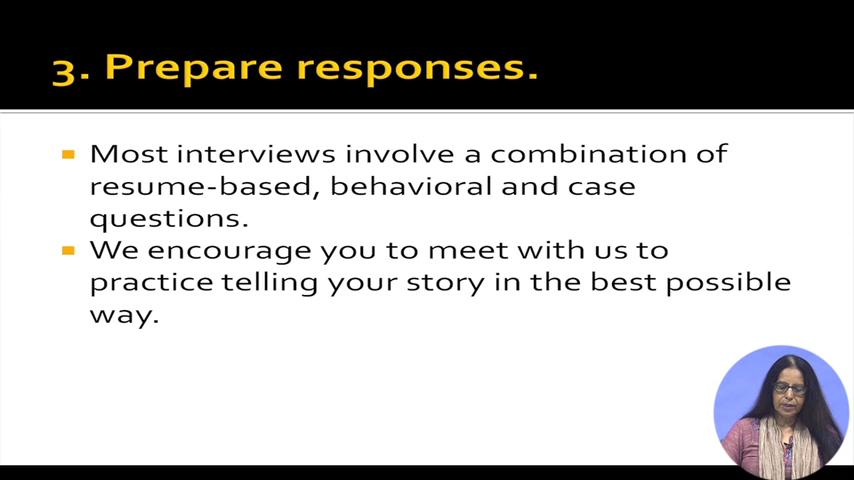 3. Prepare responses.
Most interviews involve a combination of
resume-based, behavioral and case
questions.
We encourage you to meet with us to
practice telling your story in the best possible
way.